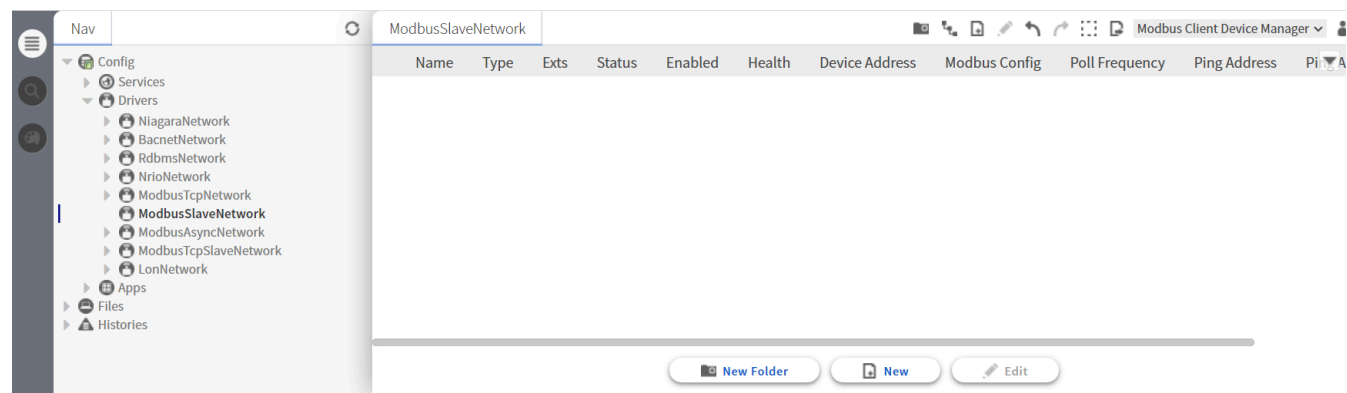 Nav
ModbusSlaveNetwork
Modbus Client Device Manager
Config
Services
Drivers
NiagaraNetwork
BacnetNetwork
RdbmsNetwork
NrioNetwork
ModbusTcpNetwork
ModbusSlaveNetwork
ModbusAsyncNetwork
ModbusTcpSlaveNetwork
LonNetwork
Apps
Files
Histories
Name Type Exts Status Enabled Health Device Address Modbus Config Poll Frequency Ping Address
New Folder New Edit